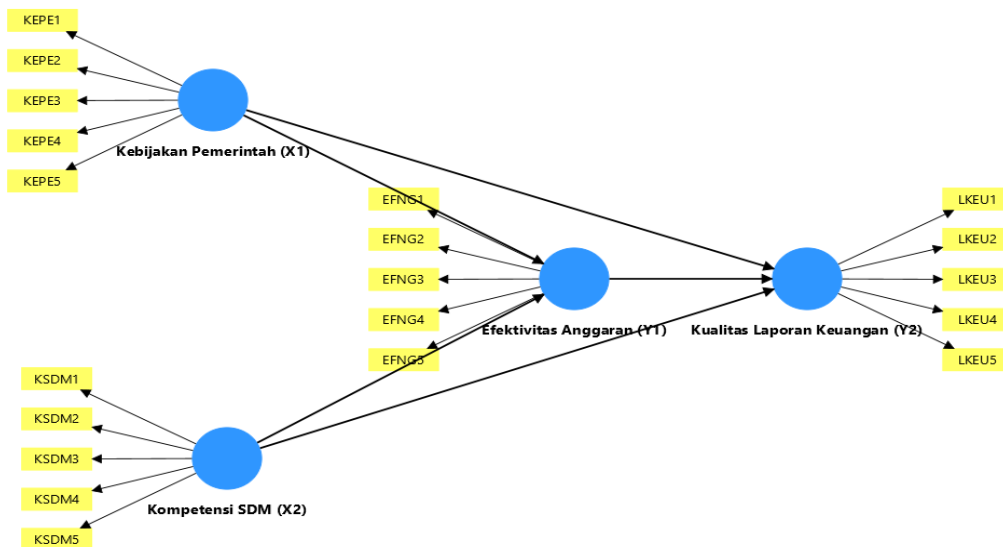 KEPE1
KEPE2
KEPE3
KEPE4
KEPE5
Kebijakan Pemerintah (X1)
EFNG1
EFNG2
EFNG3
EFNG4
EFNG5
Efektivitas Anggaran (Y1)
Kualitas Laporan Keuangan (Y2)
LKEU1
LKEU2
LKEU3
LKEU4
LKEU5
KSDM1
KSDM2
KSDM3
KSDM4
KSDM5
Kompetensi SDM (X2)